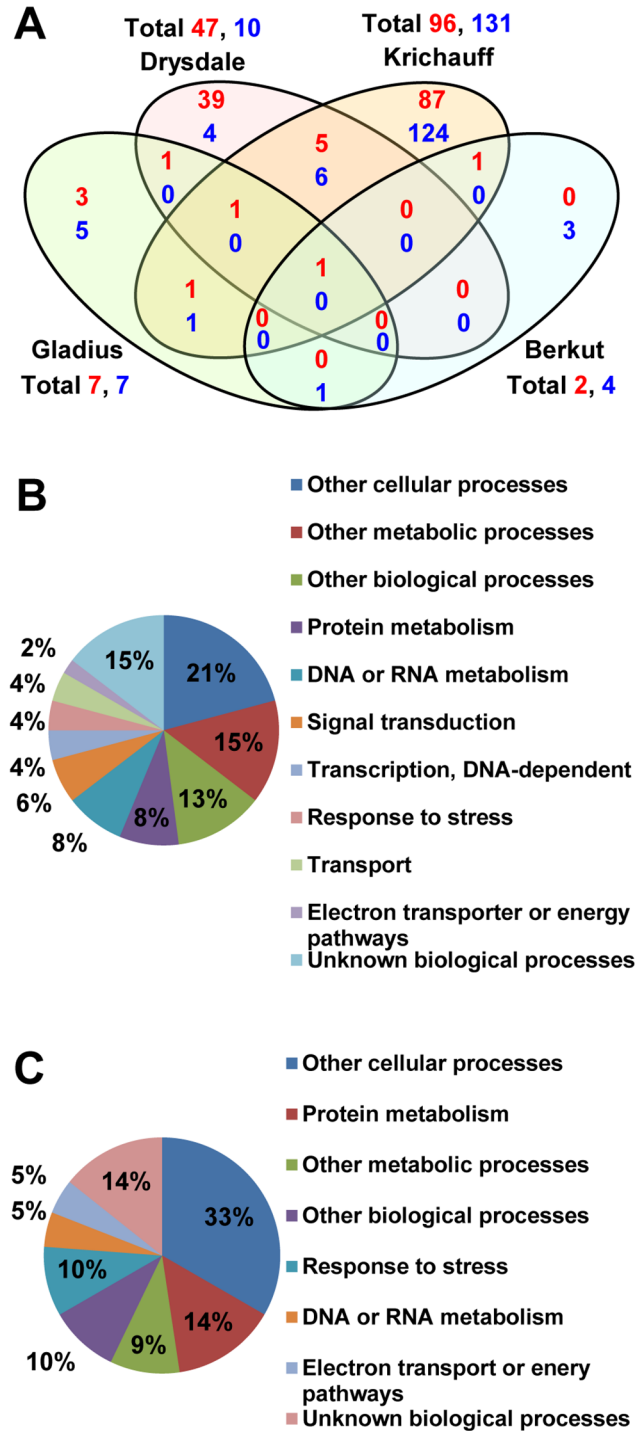 A
Total 47, 10
Drysdale
Total 96, 131
Krichauff
39
4
87
124
5
6
1
0
1
0
3
5
1
0
0
0
0
3
1
0
1
1
0
0
0
0
0
0
0
1
Gladius
Total 7, 7
Berkut
Total 2, 4
B
21%
15%
13%
8%
8%
6%
4%
4%
4%
2%
15%
Other cellular processes
Other metabolic processes
Other biological processes
Protein metabolism
DNA or RNA metabolism
Signal transduction
Transcription, DNA-dependent
Response to stress
Transport
Electron transporter or energy
pathways
Unknown biological processes
C
33%
14%
9%
10%
10%
5%
5%
14%
Other cellular processes
Protein metabolism
Other metabolic processes
Other biological processes
Response to stress
DNA or RNA metabolism
Electron transport or enery
pathways
Unknown biological processes